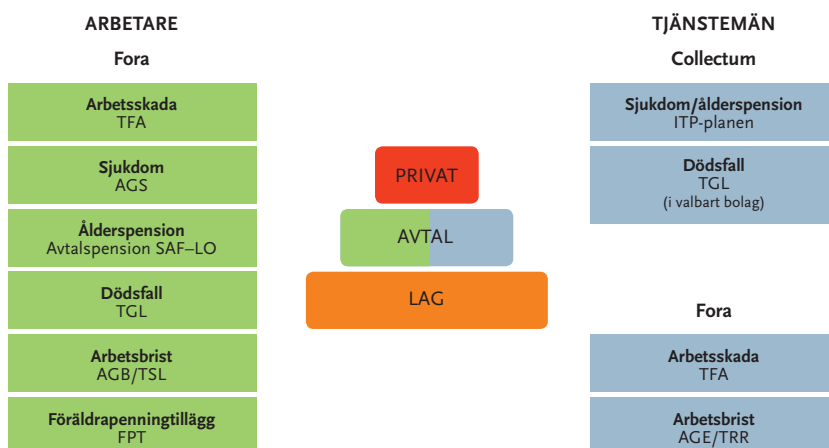 ARBETARE
Fora
Arbetsskada
TFA
Sjukdom
AGS
Ålderspension
Avtalspension SAF–LO
Dödsfall
TGL
Arbetsbrist
AGB/TSL
Föräldrapenningtillägg
FPT
PRIVAT
AVTAL
LAG
TJÄNSTEMÄN
Collectum
Sjukdom/ålderspension
ITP-planen
Dödsfall
TGL
(i valbart bolag)
Fora
Arbetsskada
TFA
Arbetsbrist
AGE/TRR